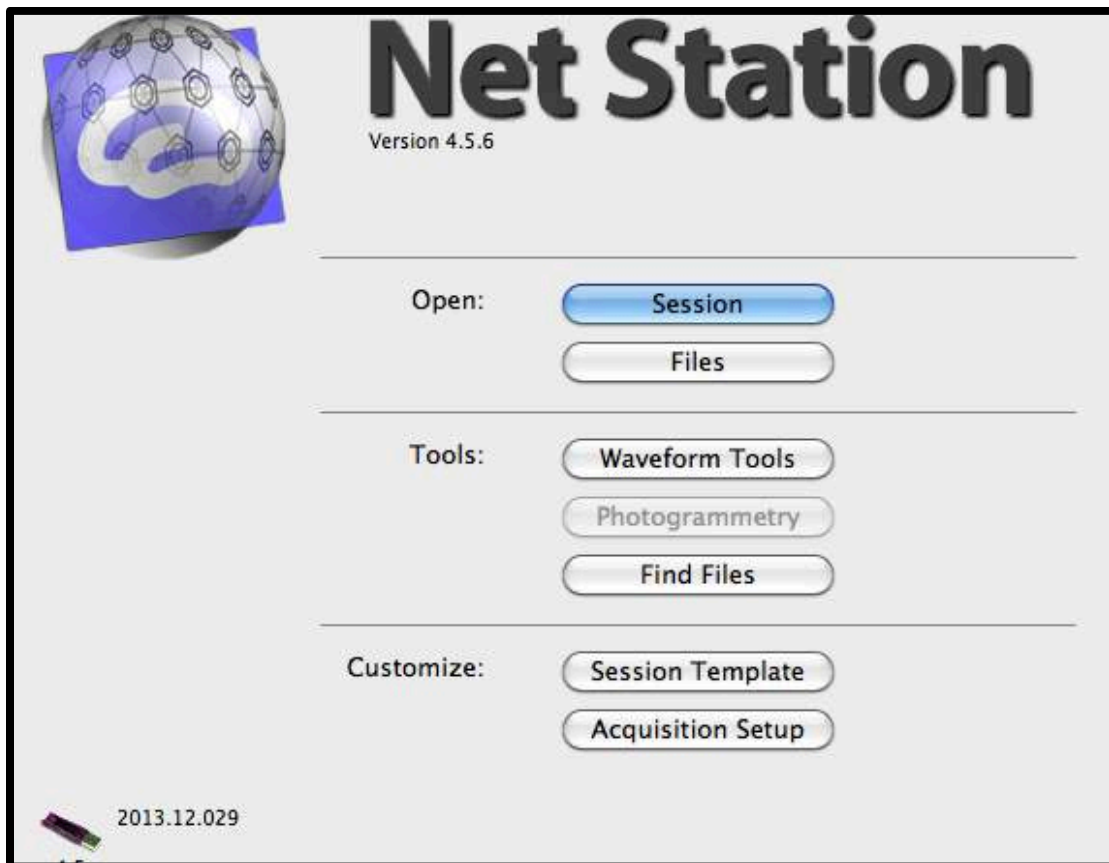 Net Station
Version 4.5.6
Open:
Session
Files
Tools:
Waveform Tools
Photogrammetry
Find Files
Customize:
Session Template
Acquisition Setup
2013.12.029